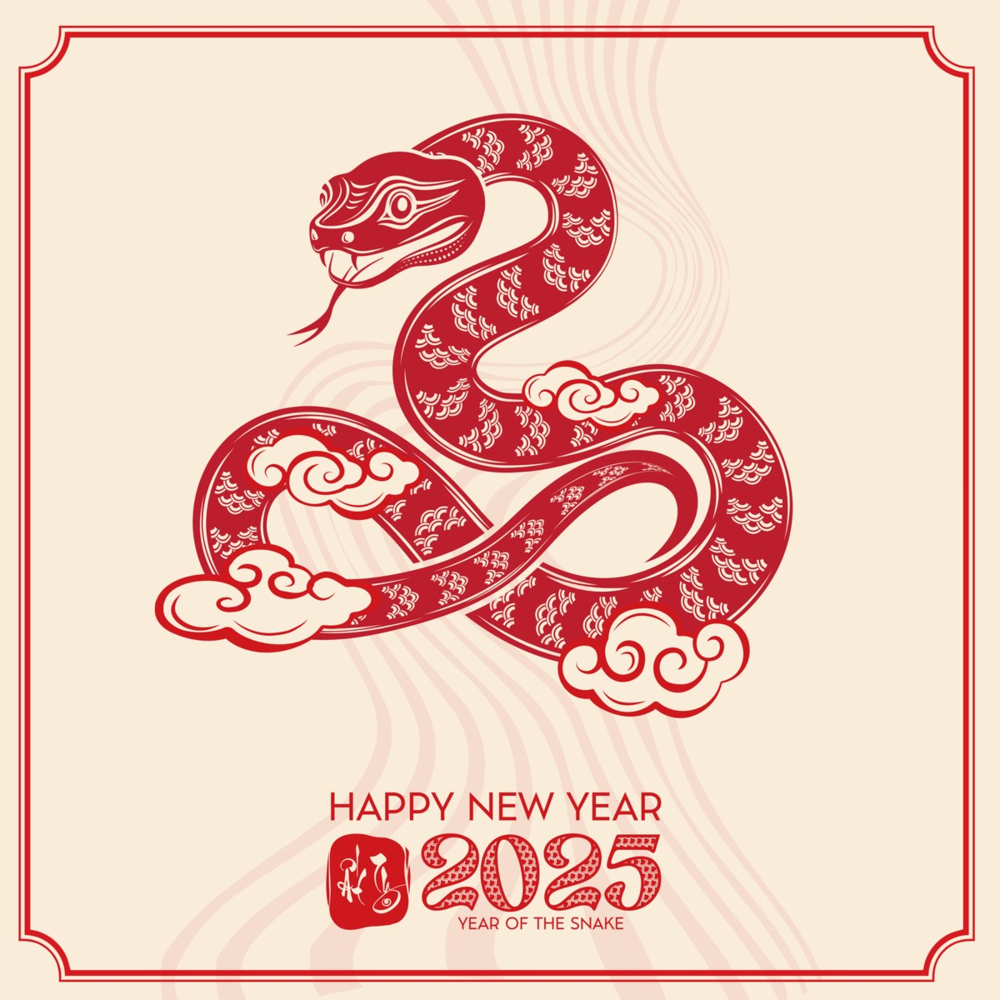 HAPPY NEW YEAR
2025
YEAR OF THE SNAKE